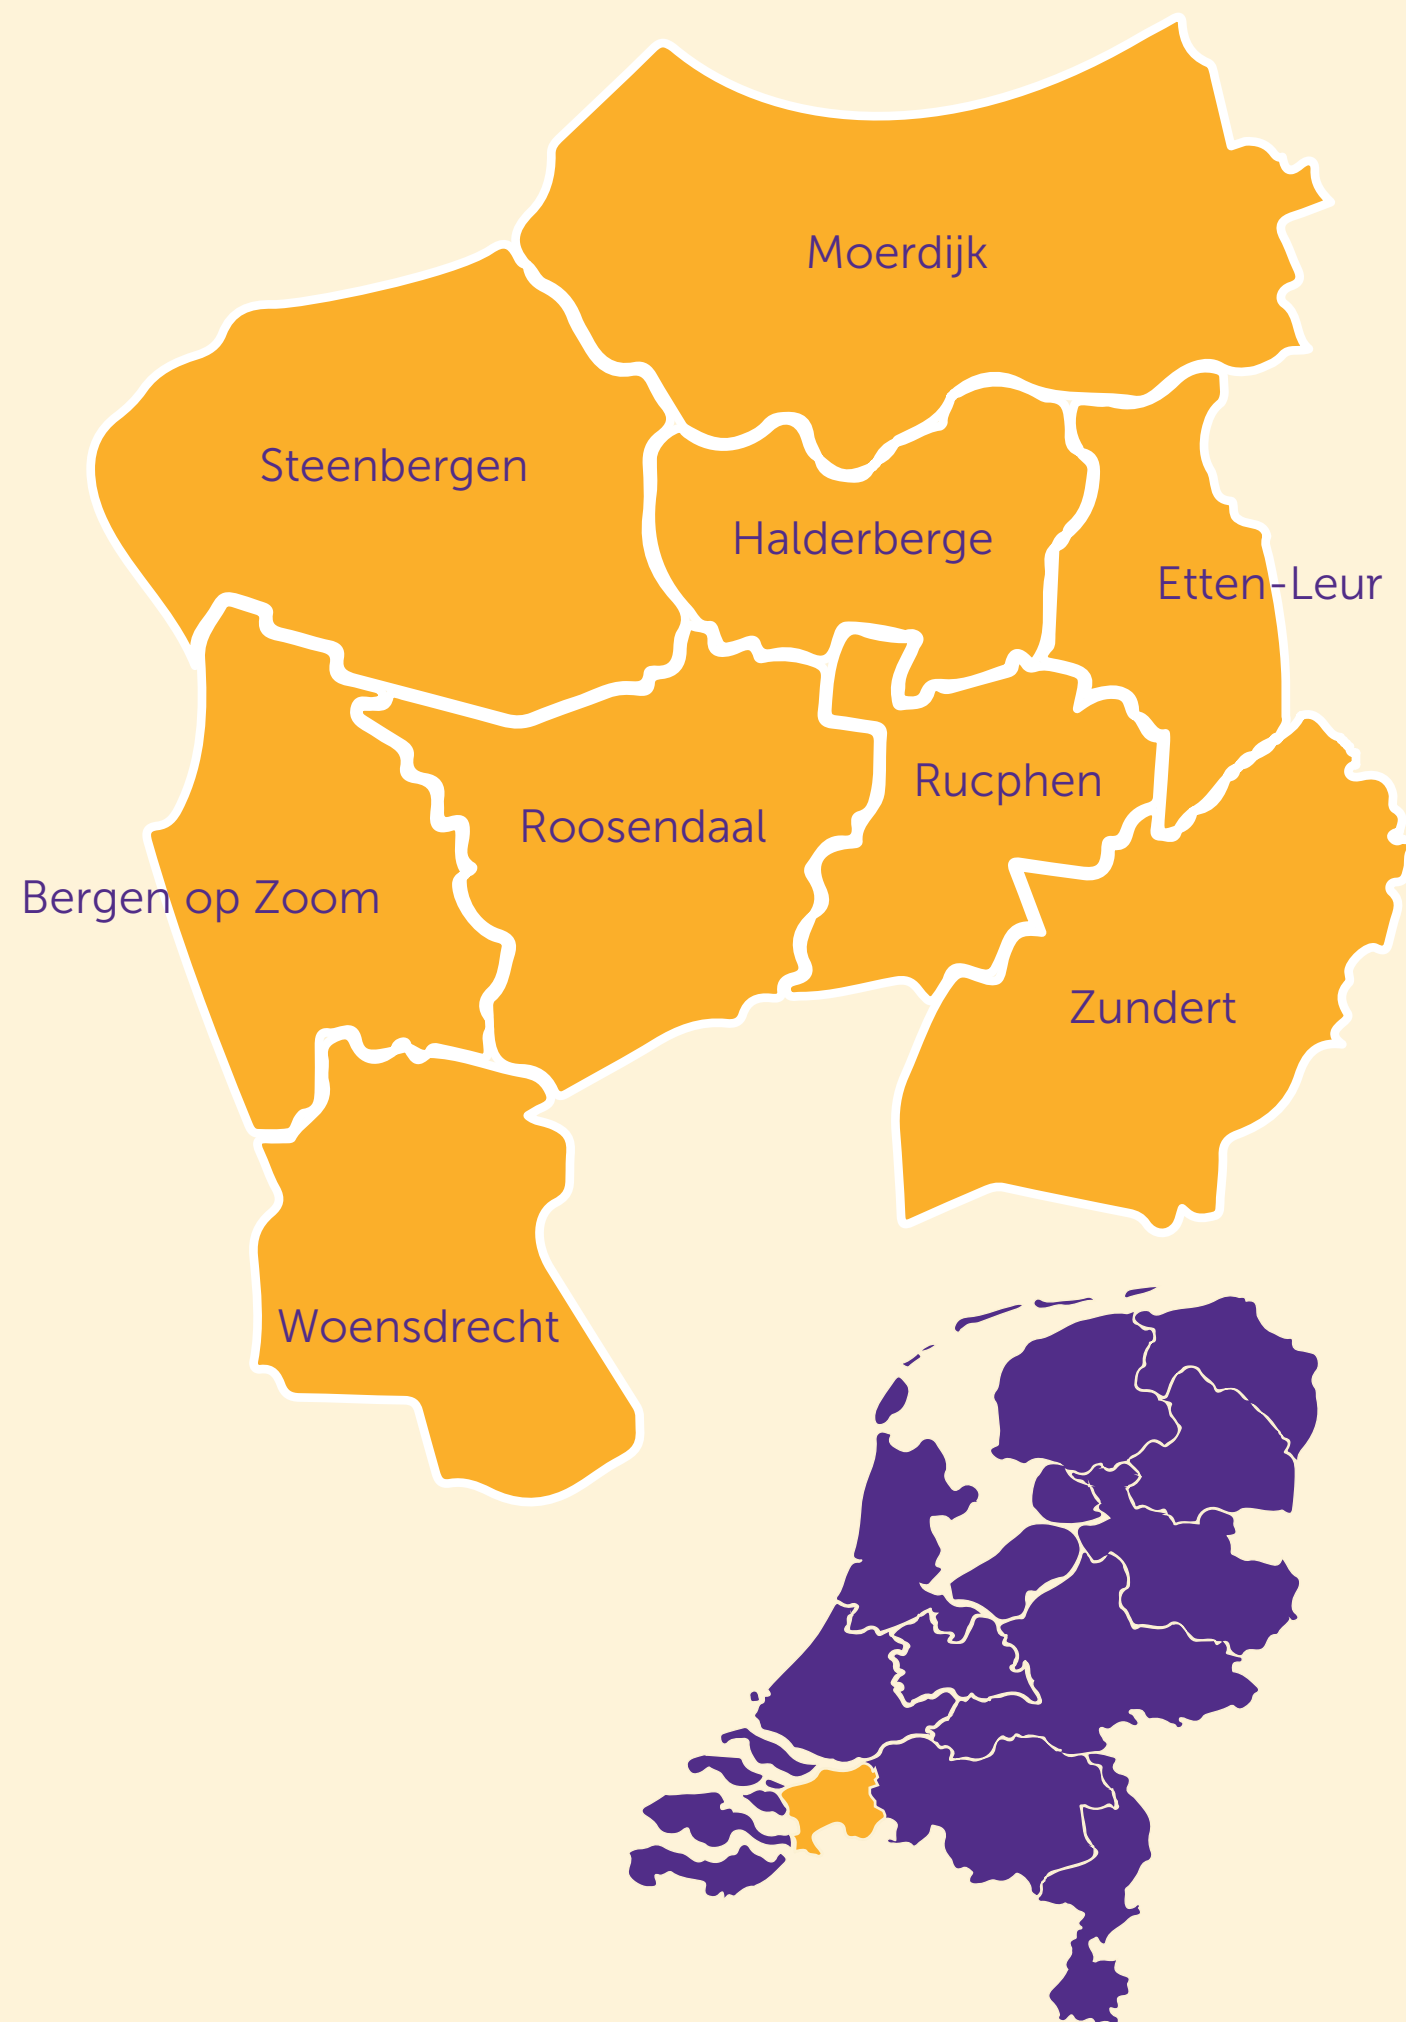 Moerdijk
Steenbergen
Halderberge
Etten-Leur
Rucphen
Roosendaal
Bergen op Zoom
Zundert
Woensdrecht